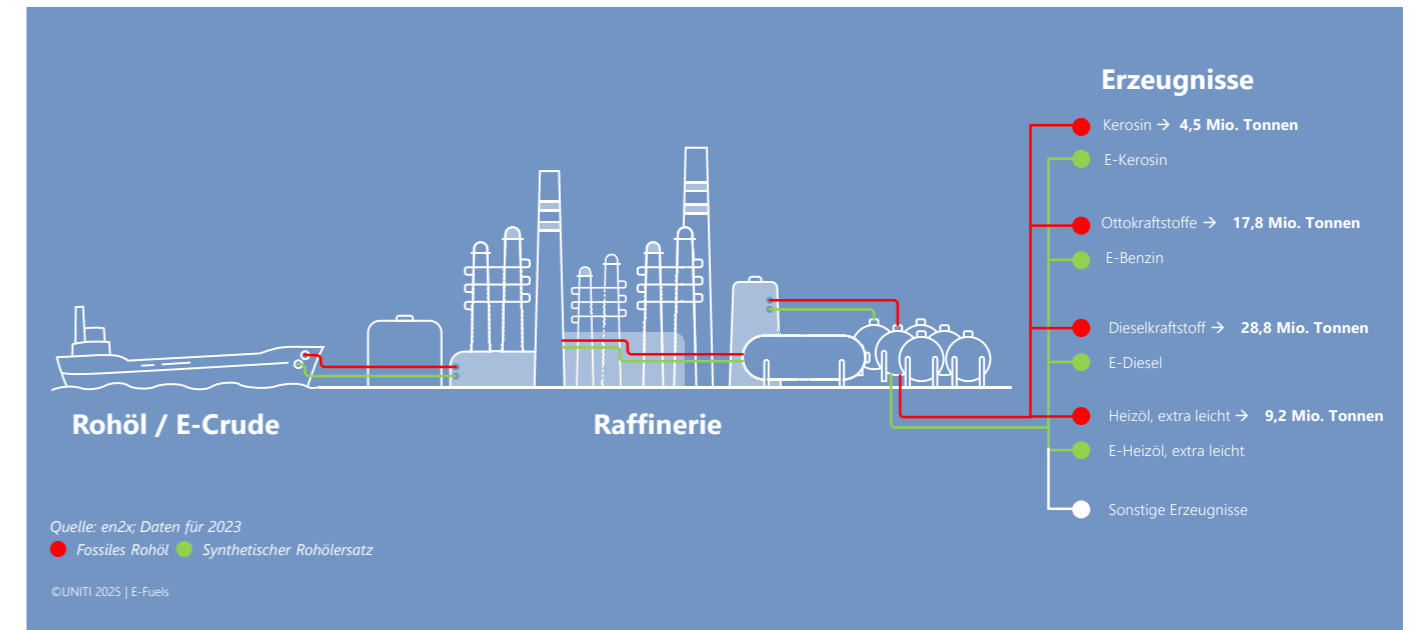 Erzeugnisse
Kerosin → 4,5 Mio. Tonnen
E-Kerosin
Ottokraftstoffe → 17,8 Mio. Tonnen
E-Benzin
Dieselkraftstoff → 28,8 Mio. Tonnen
E-Diesel
Heizöl, extra leicht → 9,2 Mio. Tonnen
E-Heizöl, extra leicht
Sonstige Erzeugnisse
Rohöl / E-Crude
Raffinerie
Quelle: en2x; Daten für 2023
Fossiles Rohöl
Synthetischer Rohölersatz
©UNITI 2025 | E-Fuels